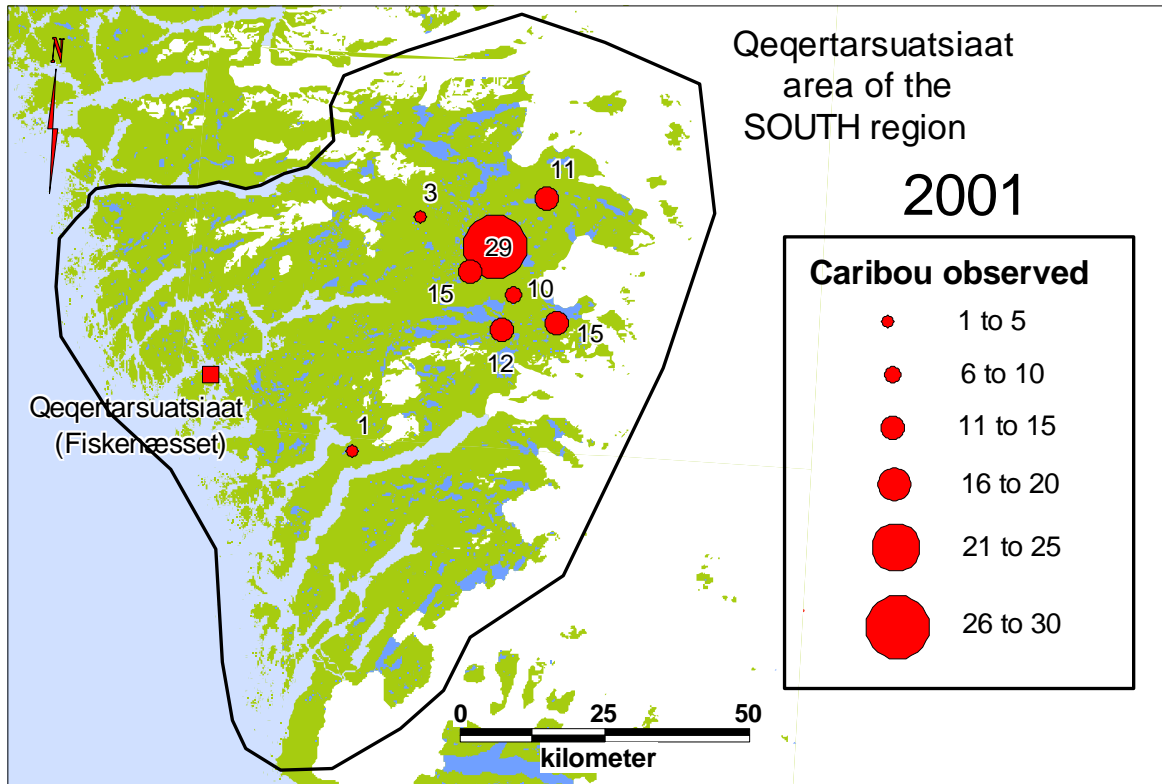 N
Qeqertarsuatsiaat
area of the
SOUTH region
2001
11
3
29
15
10
15
12
Qeqertarsuatsiaat
(Fiskenæsset)
1
Caribou observed
1 to 5
6 to 10
11 to 15
16 to 20
21 to 25
26 to 30
0 25 50
kilometer